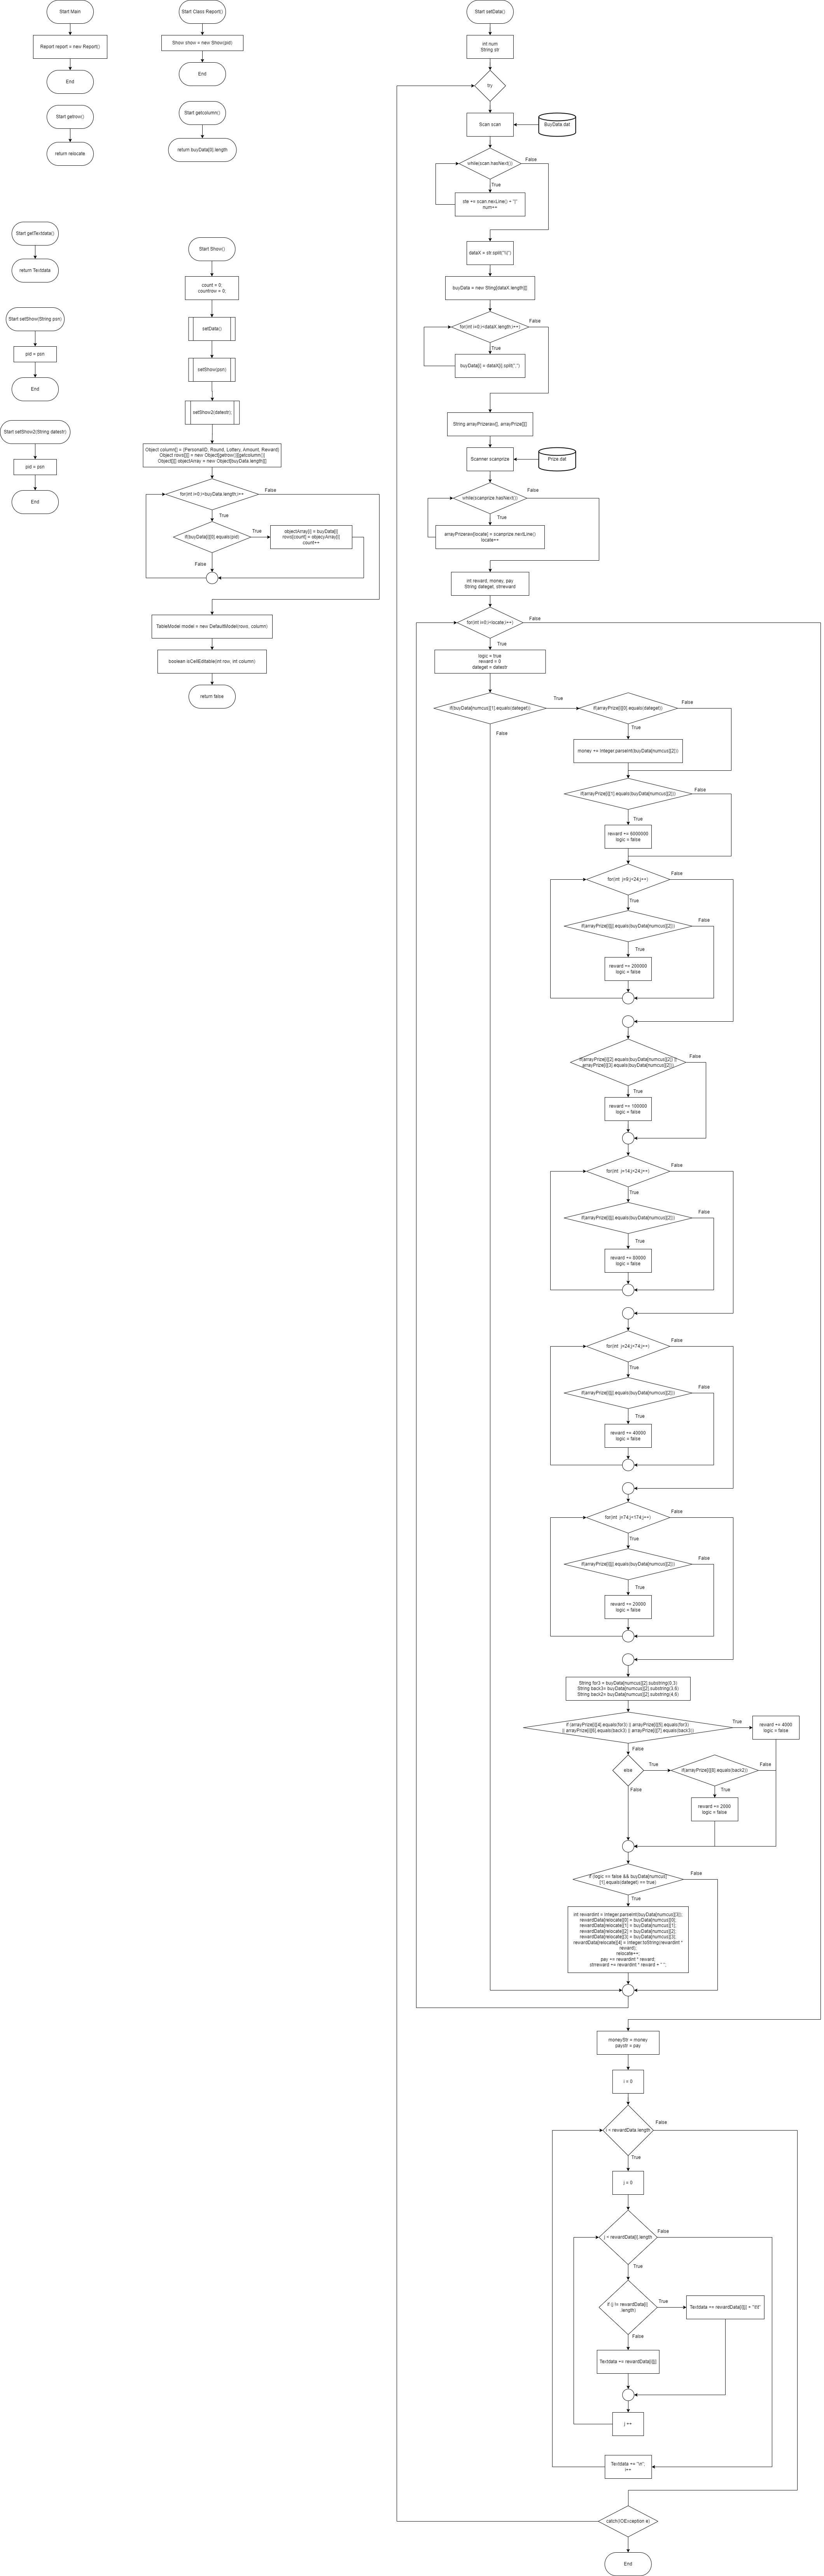 Start Main
Report report = new Report()
End
Start getrow()
return relocate
Start Class Report()
Show show = new Show(pid)
End
Start getcolumn()
return buyData[0].length
Start getTextdata()
return Textdata
Start setShow(String psn)
pid = psn
End
Start setShow2(String datestr)
pid = psn
End
Start Show()
count = 0;
countrow = 0;
setData()
setShow(psn)
setShow2(datestr);
Object column[] = {PersonalID, Round, Lottery, Amount, Reward}
Object rows[][] = new Object[getrow()][getcolumn()]
Object[][] objectArray = new Object[buyData.length][]
for(int i=0;i<buyData.length;i++
False
True
if(buyData[i][0].equals(pid)
True
objectArray[i] = buyData[i]
rows[count] = objecyArray[i]
count++
False
TableModel model = new DefaultModel(rows, column)
boolean isCellEditable(int row, int column)
return false
Start setData()
int num
String str
try
Scan scan
BuyData.dat
while(scan.hasNext())
False
True
ste += scan.nexLine() + "|"
num++
dataX = str.split("\\|")
buyData = new Sting[dataX.length][]
for(int i=0;i<dataX.length;i++)
False
True
buyData[i] = dataX[i].split(",")
String arrayPrizeraw[], arrayPrize[][]
Scanner scanprize
Prize.dat
while(scanprize.hasNext())
False
True
arrayPrizeraw[locate] = scanprize.nextLine()
locate++
int reward, money, pay
String dateget, strreward
for(int i=0;i<locate;i++)
False
True
logic = true
reward = 0
dateget = datestr
if(buyData[numcus][1].equals(dateget))
True
False
if(arrayPrize[i][0].equals(dateget))
False
True
money += Integer.parseInt(buyData[numcus][2])
if(arrayPrize[i][1].equals(buyData[numcus][2]))
False
True
reward += 6000000
logic = false
for(int j=9;j<24;j++)
False
True
if(arrayPrize[i][j].equals(buyData[numcus][2]))
False
True
reward += 200000
logic = false
if(arrayPrize[i][2].equals(buyData[numcus][2]) ||
arrayPrize[i][3].equals(buyData[numcus][2]))
False
True
reward += 100000
logic = false
for(int j=14;j<24;j++)
False
True
if(arrayPrize[i][j].equals(buyData[numcus][2]))
False
True
reward += 80000
logic = false
for(int j=24;j<74;j++)
False
True
if(arrayPrize[i][j].equals(buyData[numcus][2]))
False
True
reward += 40000
logic = false
for(int j=74;j<174;j++)
False
True
if(arrayPrize[i][j].equals(buyData[numcus][2]))
False
True
reward += 20000
logic = false
String for3 = buyData[numcus][2].substring(0,3)
String back3= buyData[numcus][2].substring(3,6)
String back2= buyData[numcus][2].substring(4,6)
if (arrayPrize[i][4].equals(for3) || arrayPrize[i][5].equals(for3)
|| arrayPrize[i][6].equals(back3) || arrayPrize[i][7].equals(back3))
True
reward += 4000
logic = false
False
else
True
if(arrayPrize[i][8].equals(back2))
False
True
reward += 2000
logic = false
False
if (logic == false && buyData[numcus]
[1].equals(dateget) == true)
False
True
int rewardint = Integer.parseInt(buyData[numcus][3]);
rewardData[relocate][0] = buyData[numcus][0];
rewardData[relocate][1] = buyData[numcus][1];
rewardData[relocate][2] = buyData[numcus][2];
rewardData[relocate][3] = buyData[numcus][3];
rewardData[relocate][4] = Integer.toString(rewardint *
reward);
relocate++;
pay += rewardint * reward;
strreward += rewardint * reward + " ";
moneyStr = money
paystr = pay
i = 0
i < rewardData.length
False
True
j = 0
j < rewardData[i].length
False
True
if (j != rewardData[i]
.length)
True
Textdata += rewardData[i][j] + "\t\t"
False
Textdata += rewardData[i][j]
j ++
Textdata += "\n";
i++
catch(IOException e)
End